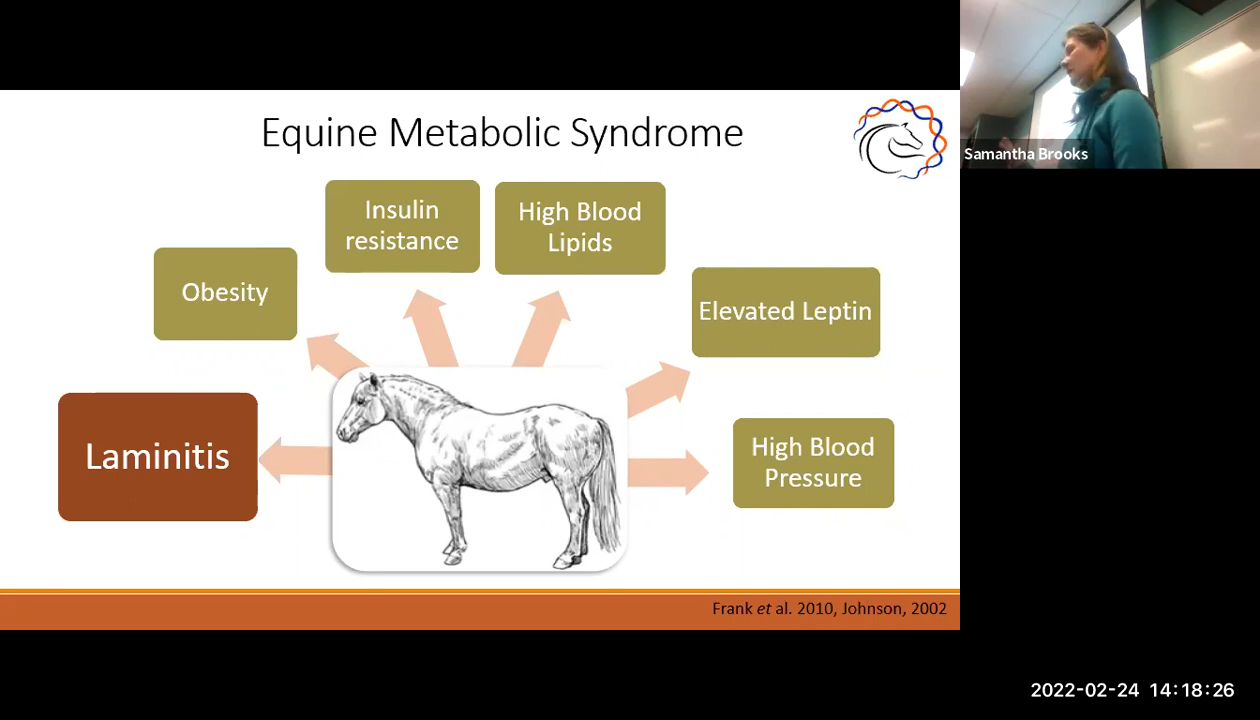 Equine Metabolic Syndrome
Insulin
resistance
High Blood
Lipids
Obesity
Elevated Leptin
Laminitis
High Blood
Pressure
Frank et al. 2010, Johnson, 2002
Samantha Brooks
2022-02-24 14:18:26